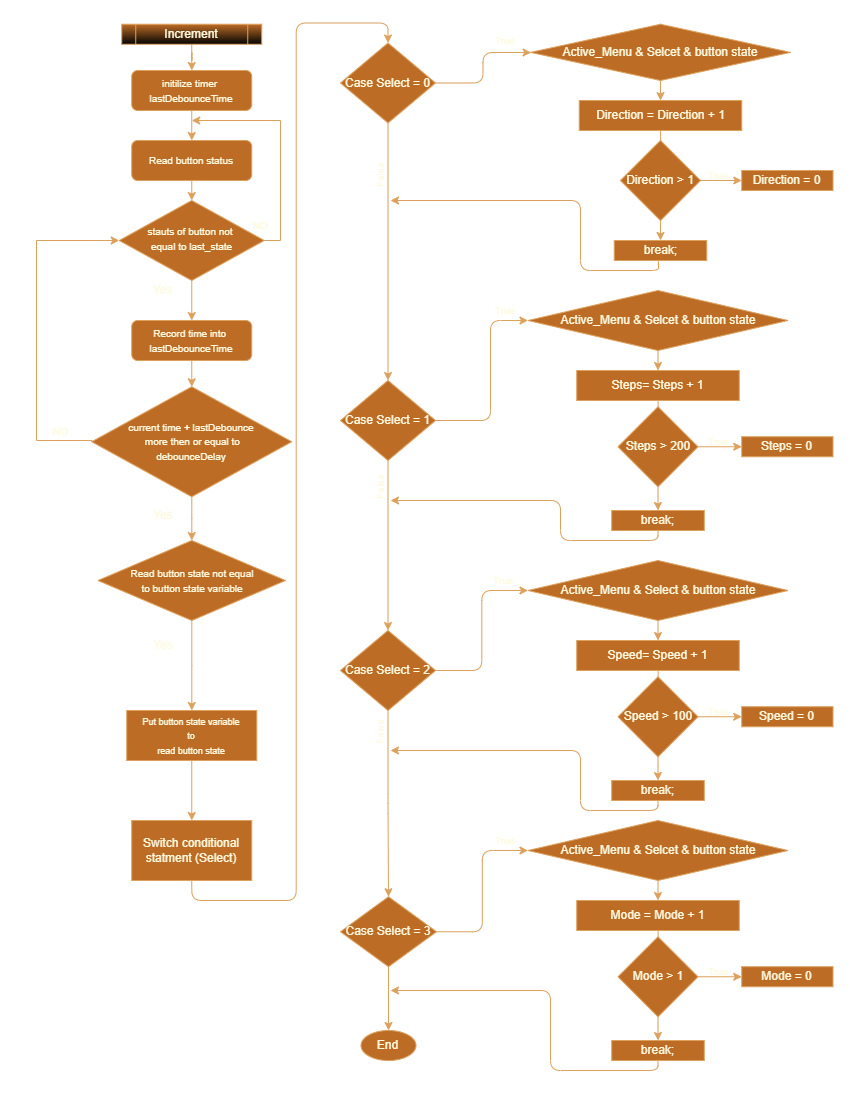 Increment
initilize timer
lastDebounceTime
Read button status
stauts of button not
equal to last_state
NO
Yes
Record time into
lastDebounceTime
current time + lastDebounce
more then or equal to
debounceDelay
NO
Yes
Read button state not equal
to button state variable
Yes
Put button state variable
to
read button state
Switch conditional
statment (Select)
Case Select = 0
True
Active_Menu & Selcet & button state
Direction = Direction + 1
Direction > 1
True
Direction = 0
break;
False
Case Select = 1
True
Active_Menu & Selcet & button state
Steps= Steps + 1
Steps > 200
True
Steps = 0
break;
False
Case Select = 2
True
Active_Menu & Select & button state
Speed= Speed + 1
Speed > 100
True
Speed = 0
break;
False
Case Select = 3
True
Active_Menu & Selcet & button state
Mode = Mode + 1
Mode > 1
True
Mode = 0
break;
End